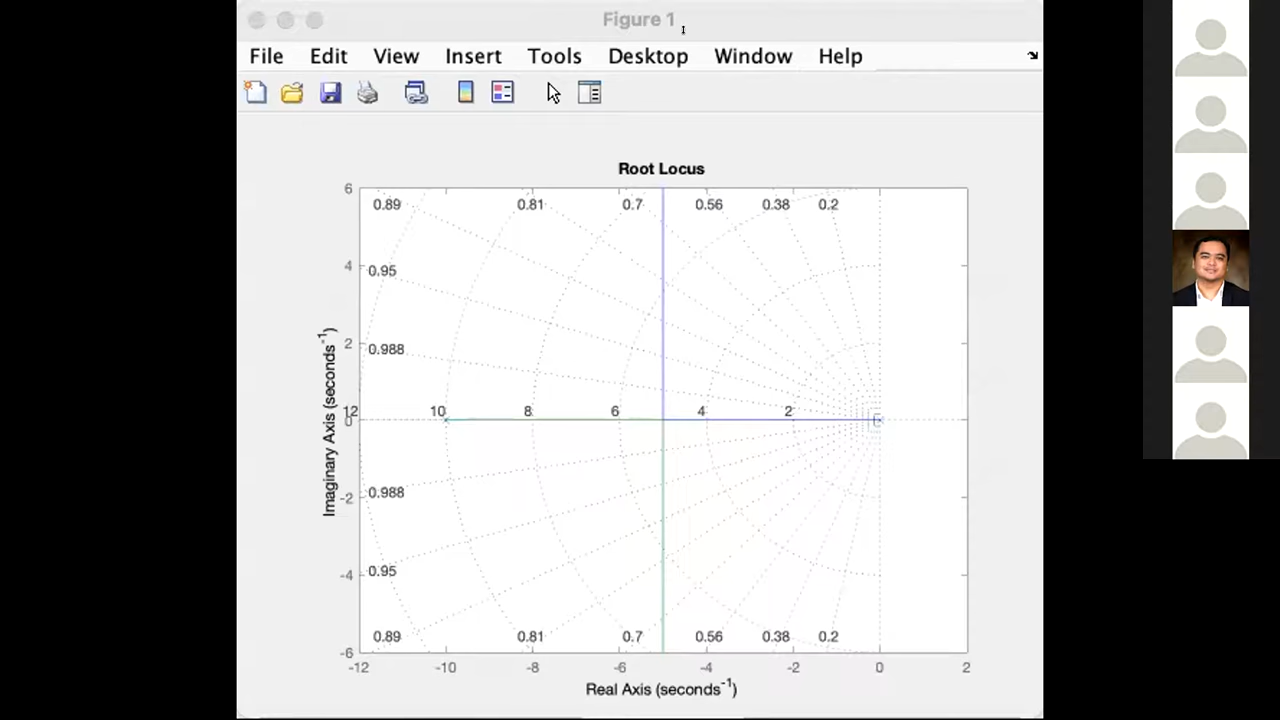 Figure 1
File Edit View Insert Tools Desktop Window Help
Root Locus
6
0.89 0.81 0.7 0.56 0.38 0.2
4
0.95
2
0.988
12 10 8 6 4 2
0
0.988
-2
0.95
-4
0.89 0.81 0.7 0.56 0.38 0.2
-6
-12 -10 -8 -6 -4 -2 0 2
Imaginary Axis (seconds⁻¹)
Real Axis (seconds⁻¹)